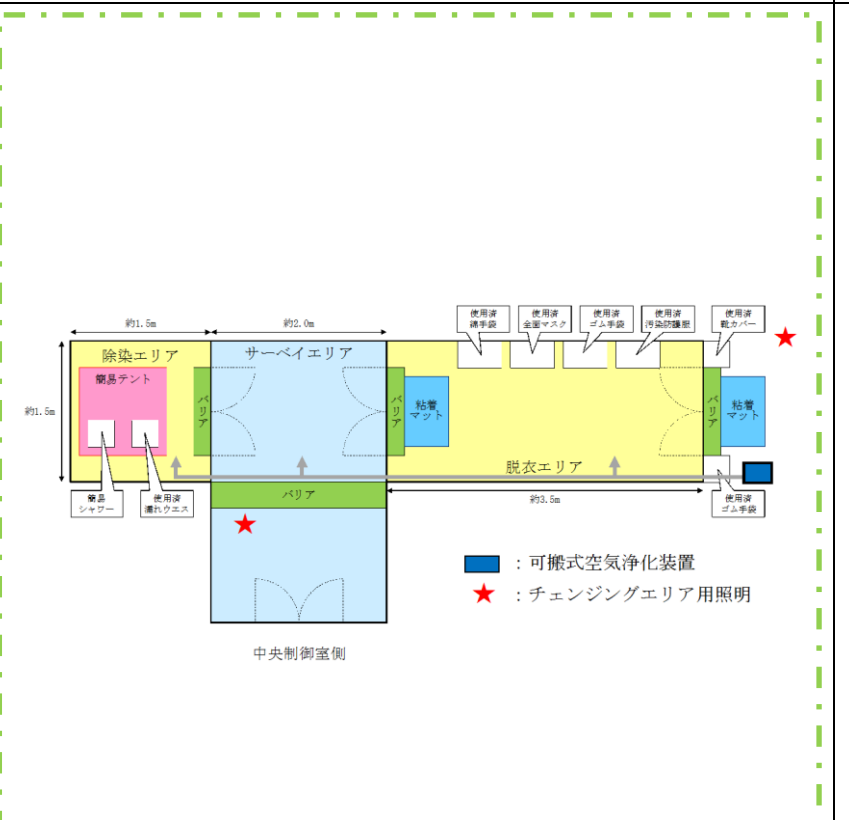 約1.5m
約2.0m
使用済
綿手袋
使用済
全面マスク
使用済
ゴム手袋
使用済
汚染防護服
使用済
靴カバー
除染エリア
サーベイエリア
簡易テント
バリア
バリア
粘着
マット
バリア
粘着
マット
約1.5m
脱衣エリア
簡易
シャワー
使用済
濡れウエス
バリア
約3.5m
使用済
ゴム手袋
：可搬式空気浄化装置
：チェンジングエリア用照明
中央制御室側